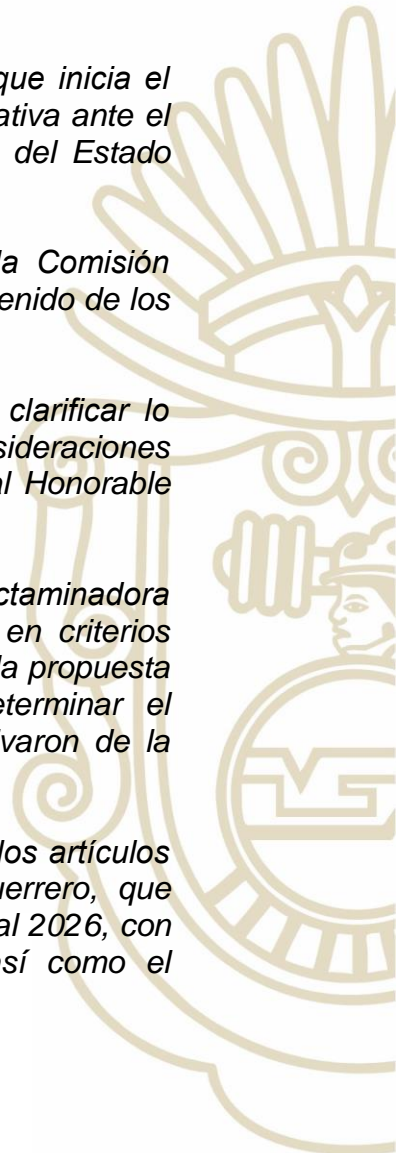 que inicia el
ativa ante el
del Estado
la Comisión
enido de los
clarificar lo
sideraciones
al Honorable
ctaminadora
en criterios
la propuesta
eterminar el
varon de la
los artículos
uerrero, que
al 2026, con
así como el